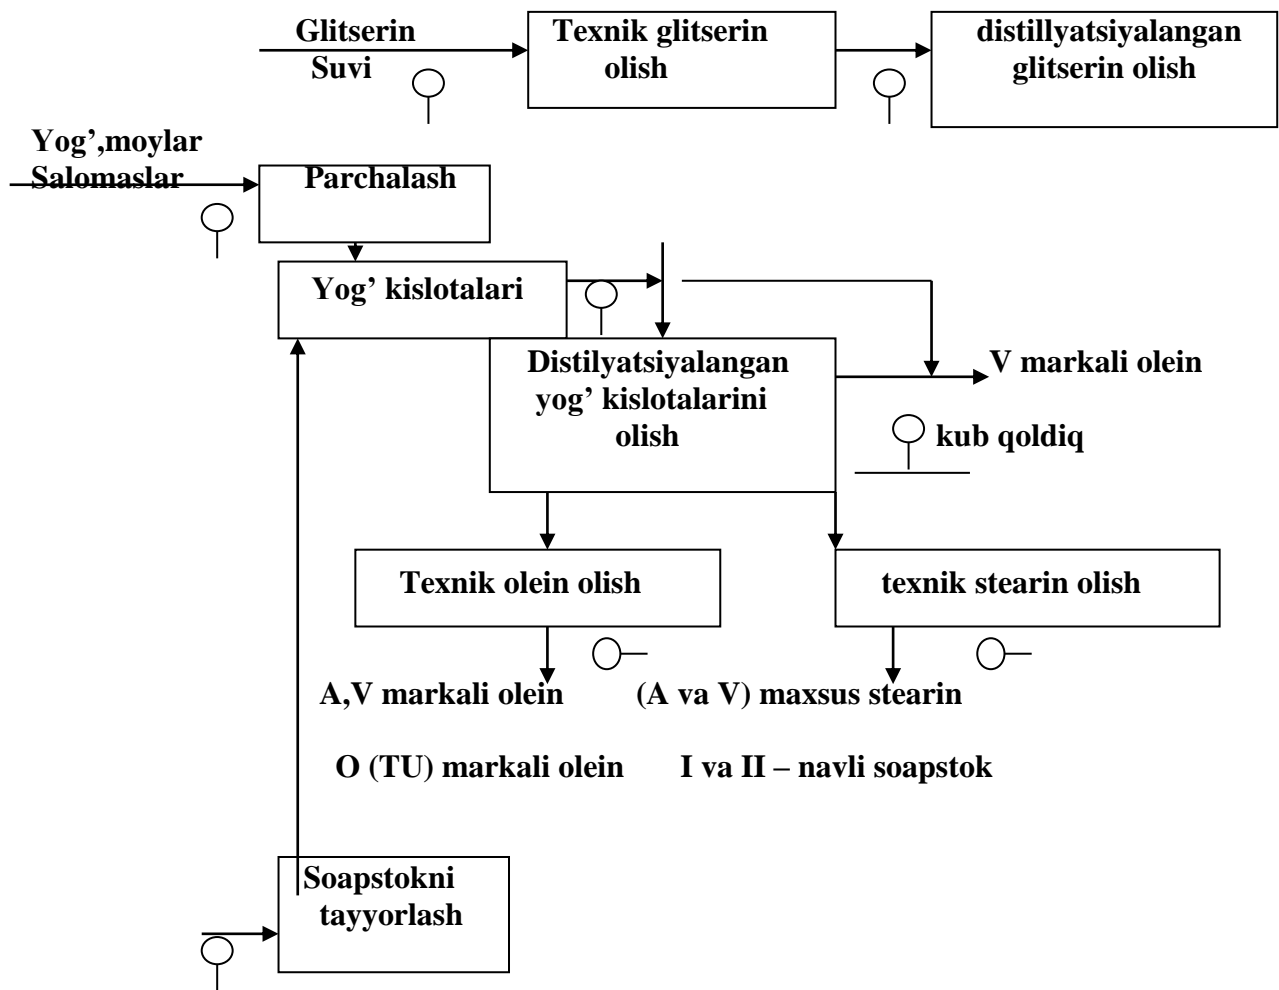 Glitserin
Suvi
Texnik glitserin
olish
distillyatsiyalangan
glitserin olish
Yog’,moylar
Salomaslar
Parchalash
Yog’ kislotalari
Distilyatsiyalangan
yog’ kislotalarini
olish
V markali olein
kub qoldiq
Texnik olein olish
texnik stearin olish
A,V markali olein
(A va V) maxsus stearin
O (TU) markali olein
I va II – navli soapstok
Soapstokni
tayyorlash